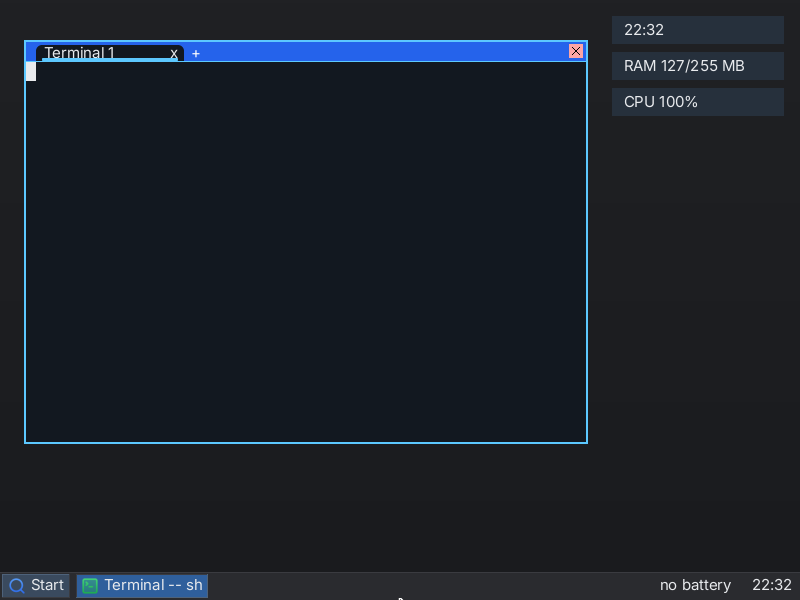 22:32
Terminal 1 x +
RAM 127/255 MB
CPU 100%
Start
Terminal -- sh
no battery
22:32